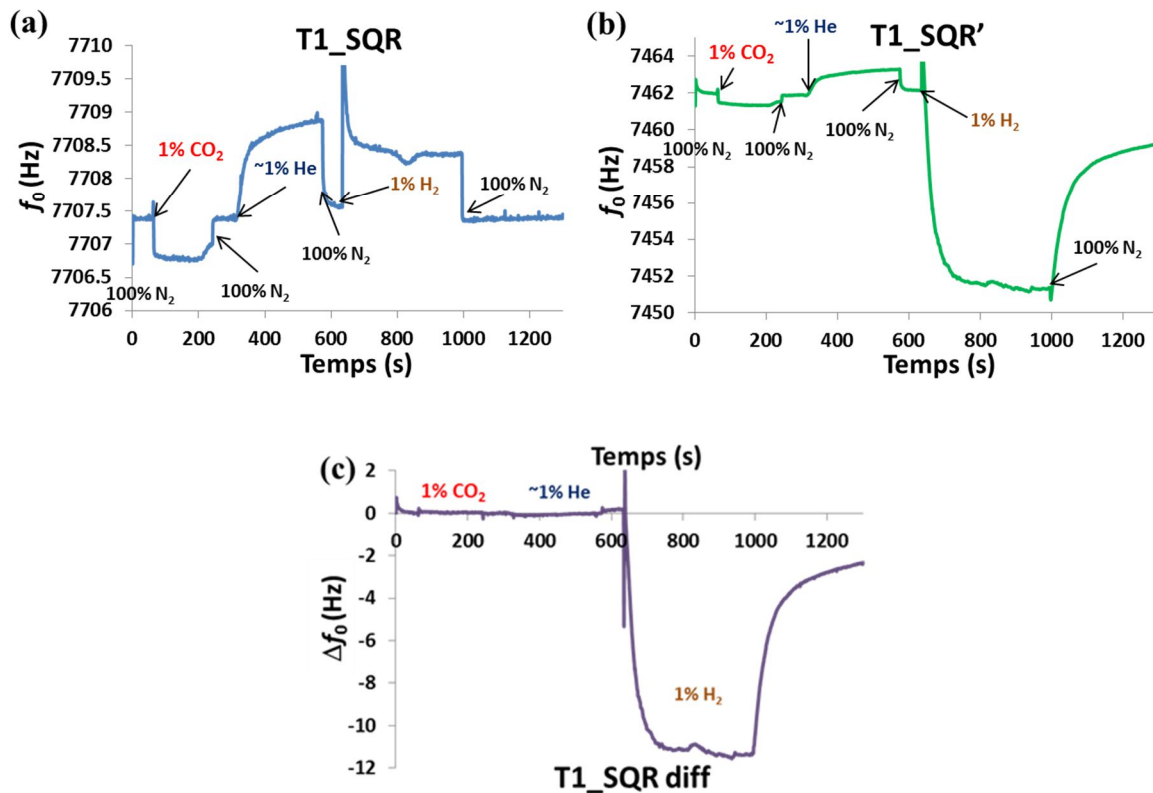 (a)
T1_SQR
7710
7709.5
7709
7708.5
7708
7707.5
7707
7706.5
7706
f₀ (Hz)
1% CO₂
~1% He
1% H₂
100% N₂
100% N₂
100% N₂
100% N₂
0 200 400 600 800 1000 1200
Temps (s)
(b)
T1_SQR’
7464
7462
7460
7458
7456
7454
7452
7450
f₀ (Hz)
1% CO₂
~1% He
100% N₂
100% N₂
100% N₂
1% H₂
100% N₂
0 200 400 600 800 1000 1200
Temps (s)
(c)
Temps (s)
2
0
-2
-4
-6
-8
-10
-12
Δf₀ (Hz)
1% CO₂
~1% He
0 200 400 600 800 1000 1200
1% H₂
T1_SQR diff